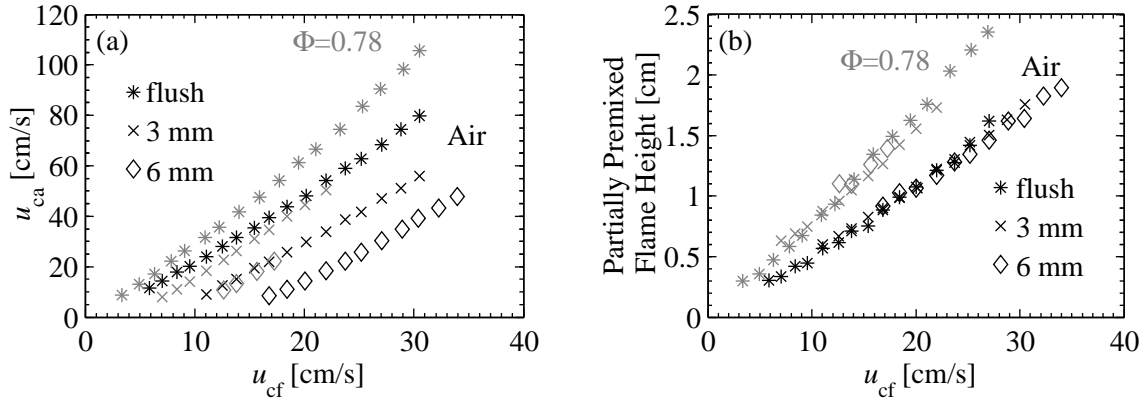 (a)
Φ=0.78
flush
3 mm
6 mm
Air
120
100
80
60
40
20
0
0 10 20 30 40
u_ca [cm/s]
u_cf [cm/s]
(b)
Φ=0.78
Air
flush
3 mm
6 mm
2.5
2
1.5
1
0.5
0
0 10 20 30 40
Partially Premixed
Flame Height [cm]
u_cf [cm/s]